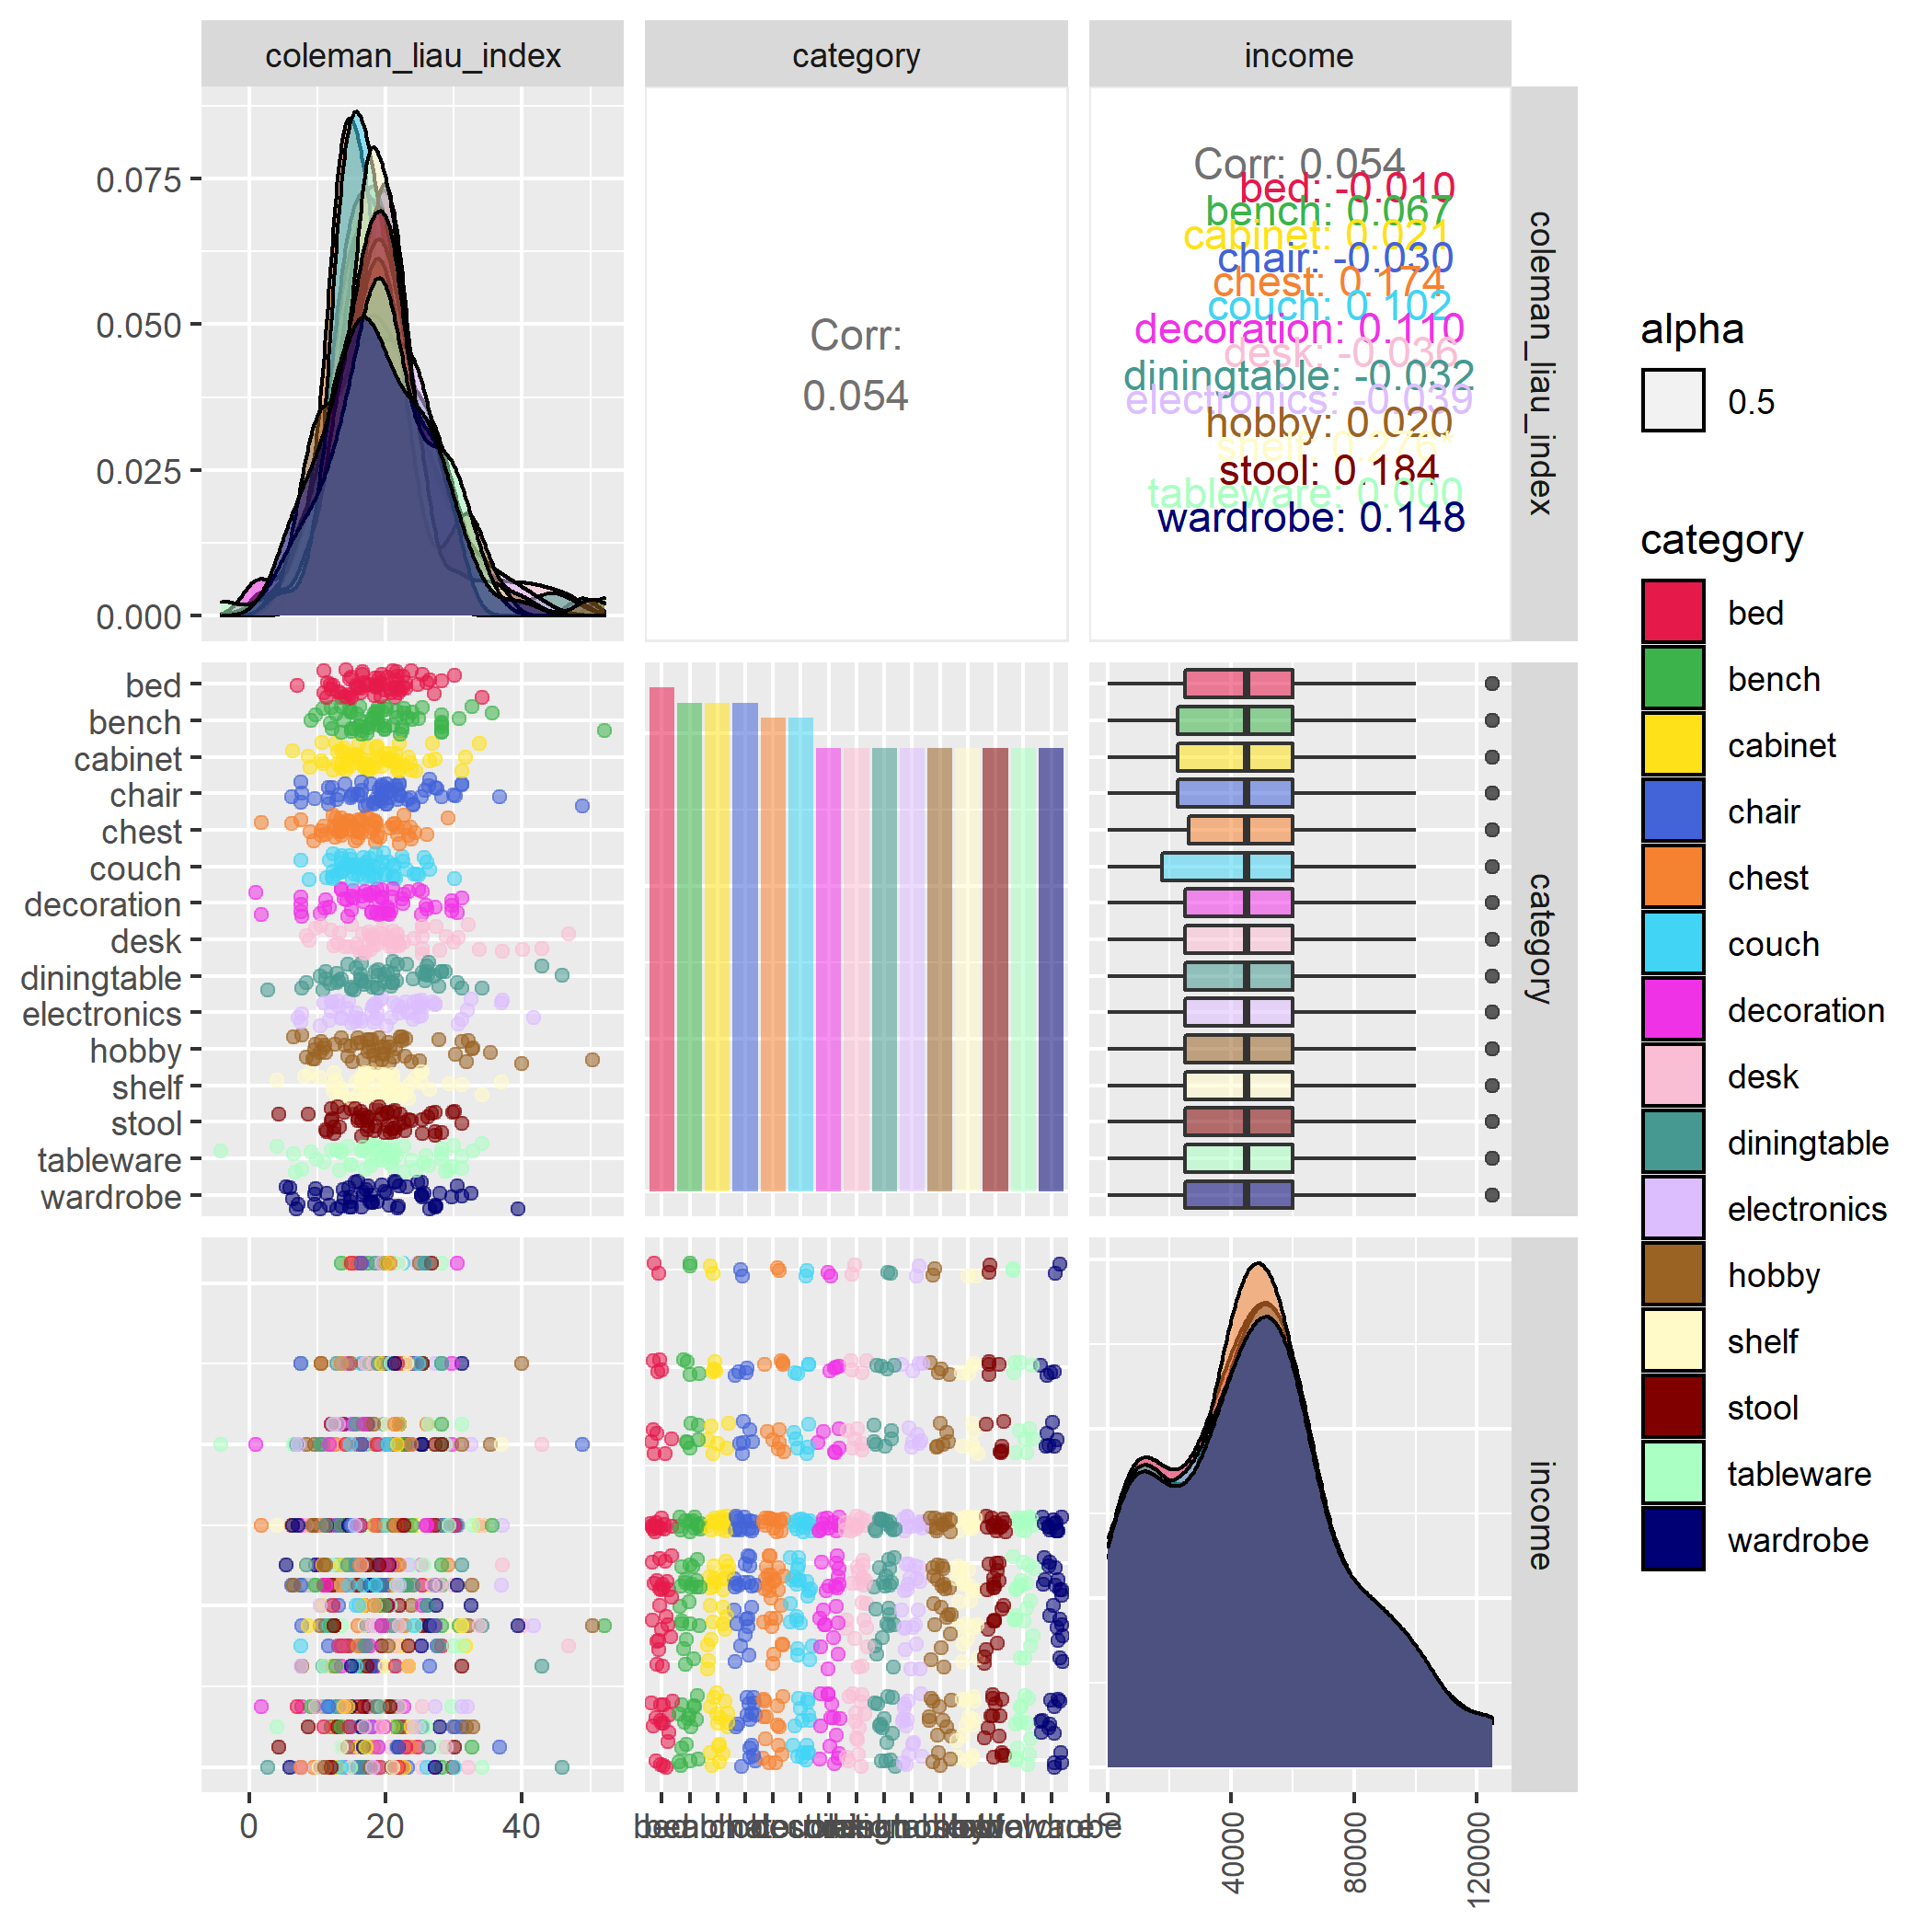 coleman_liau_index
category
income
0.075
0.050
0.025
0.000
Corr:
0.054
Corr: 0.054
bed: -0.010
bench: 0.067
cabinet: 0.021
chair: -0.030
chest: 0.174
couch: 0.102
decoration: 0.110
desk: -0.036
diningtable: -0.032
electronics: -0.039
hobby: 0.020
shelf: 0.276*
stool: 0.184
tableware: 0.000
wardrobe: 0.148
coleman_liau_index
bed
bench
cabinet
chair
chest
couch
decoration
desk
diningtable
electronics
hobby
shelf
stool
tableware
wardrobe
category
income
0
20
40
0
40000
80000
120000
alpha
0.5
category
bed
bench
cabinet
chair
chest
couch
decoration
desk
diningtable
electronics
hobby
shelf
stool
tableware
wardrobe